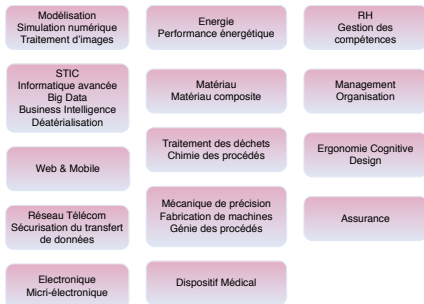 Modélisation
Simulation numérique
Traitement d'images
STIC
Informatique avancée
Big Data
Business Intelligence
Déatérialisation
Web & Mobile
Réseau Télécom
Sécurisation du transfert
de données
Electronique
Micri-électronique
Energie
Performance énergétique
Matériau
Matériau composite
Traitement des déchets
Chimie des procédés
Mécanique de précision
Fabrication de machines
Génie des procédés
Dispositif Médical
RH
Gestion des
compétences
Management
Organisation
Ergonomie Cognitive
Design
Assurance